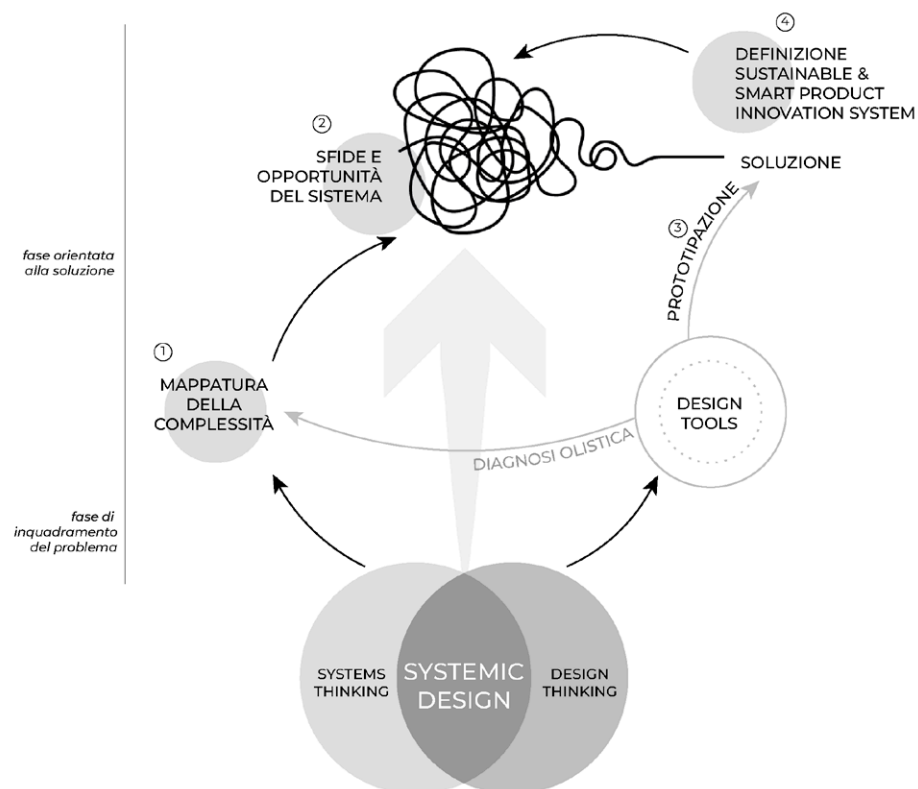 ④
DEFINIZIONE
SUSTAINABLE &
SMART PRODUCT
INNOVATION SYSTEM
②
SFIDE E
OPPORTUNITÀ
DEL SISTEMA
SOLUZIONE
③
PROTOTIPAZIONE
fase orientata
alla soluzione
①
MAPPATURA
DELLA
COMPLESSITÀ
DESIGN
TOOLS
DIAGNOSI OLISTICA
fase di
inquadramento
del problema
SYSTEMS
THINKING
SYSTEMIC
DESIGN
DESIGN
THINKING